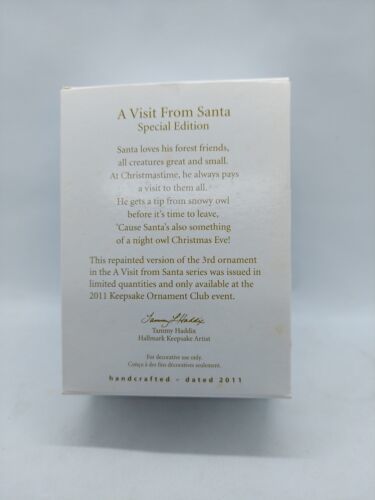 A Visit From Santa
Special Edition
Santa loves his forest friends,
all creatures great and small.
At Christmastime, he always pays
a visit to them all.
He gets a tip from snowy owl
before it's time to leave,
'Cause Santa's also something
of a night owl Christmas Eve!
This repainted version of the 3rd ornament
in the A Visit from Santa series was issued in
limited quantities and only available at the
2011 Keepsake Ornament Club event.
Tammy L Haddix
Tammy Haddix
Hallmark Keepsake Artist
For decorative use only.
Conçu à des fins décoratives seulement.
handcrafted – dated 2011